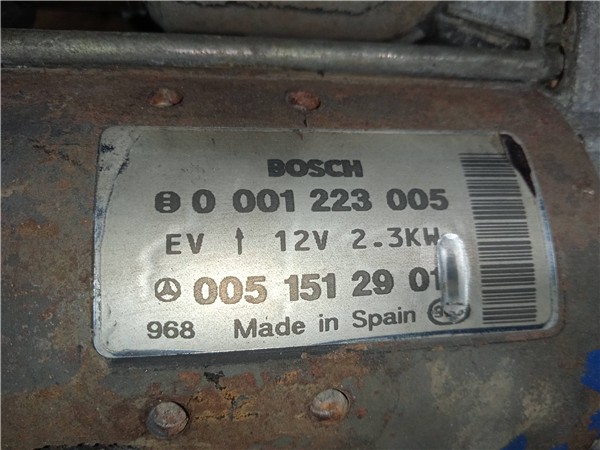 BOSCH
0 001 223 005
EV ↑ 12V 2.3KW
005 151 29 01
968 Made in Spain